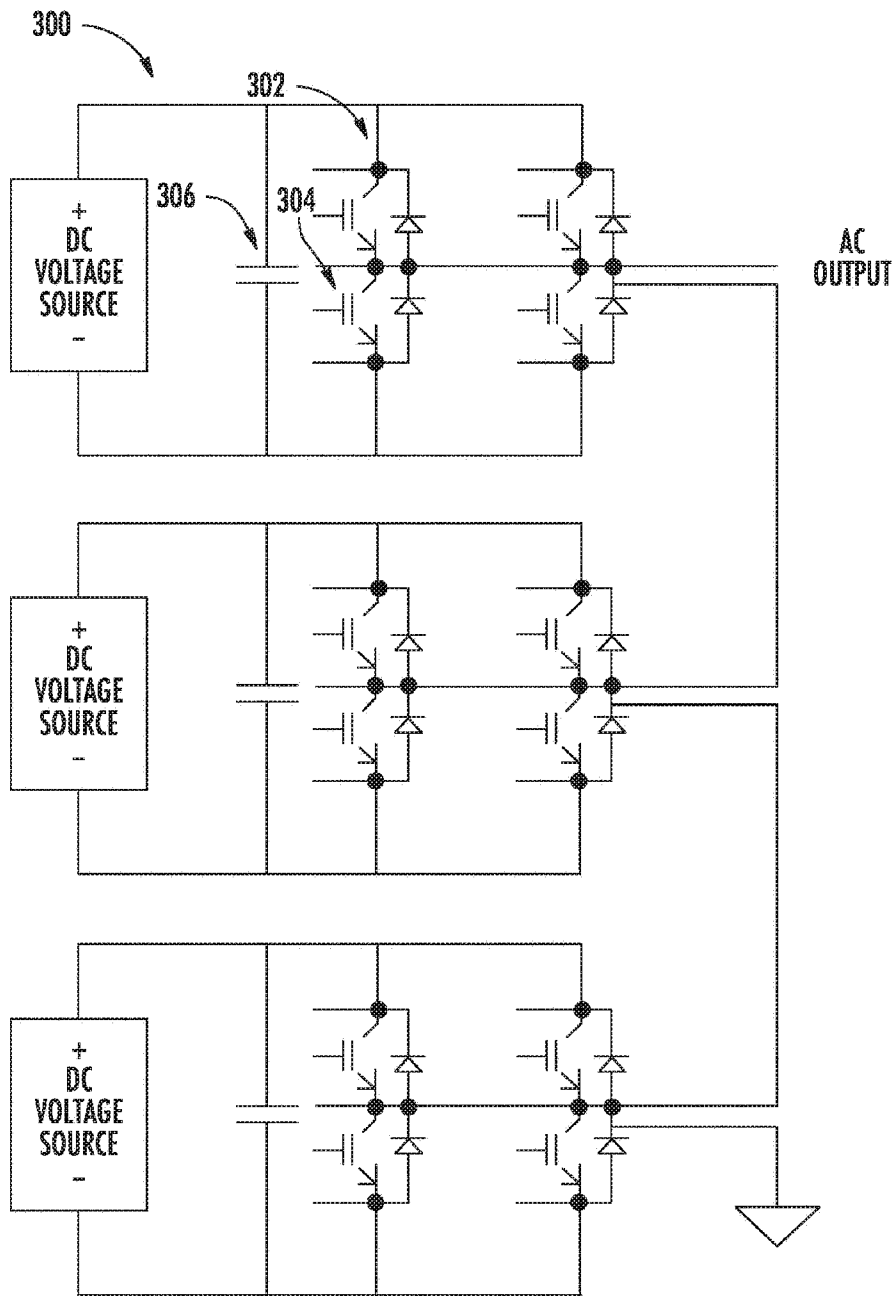 300
302
306
304
+
DC
VOLTAGE
SOURCE
-
AC
OUTPUT
+
DC
VOLTAGE
SOURCE
-
+
DC
VOLTAGE
SOURCE
-